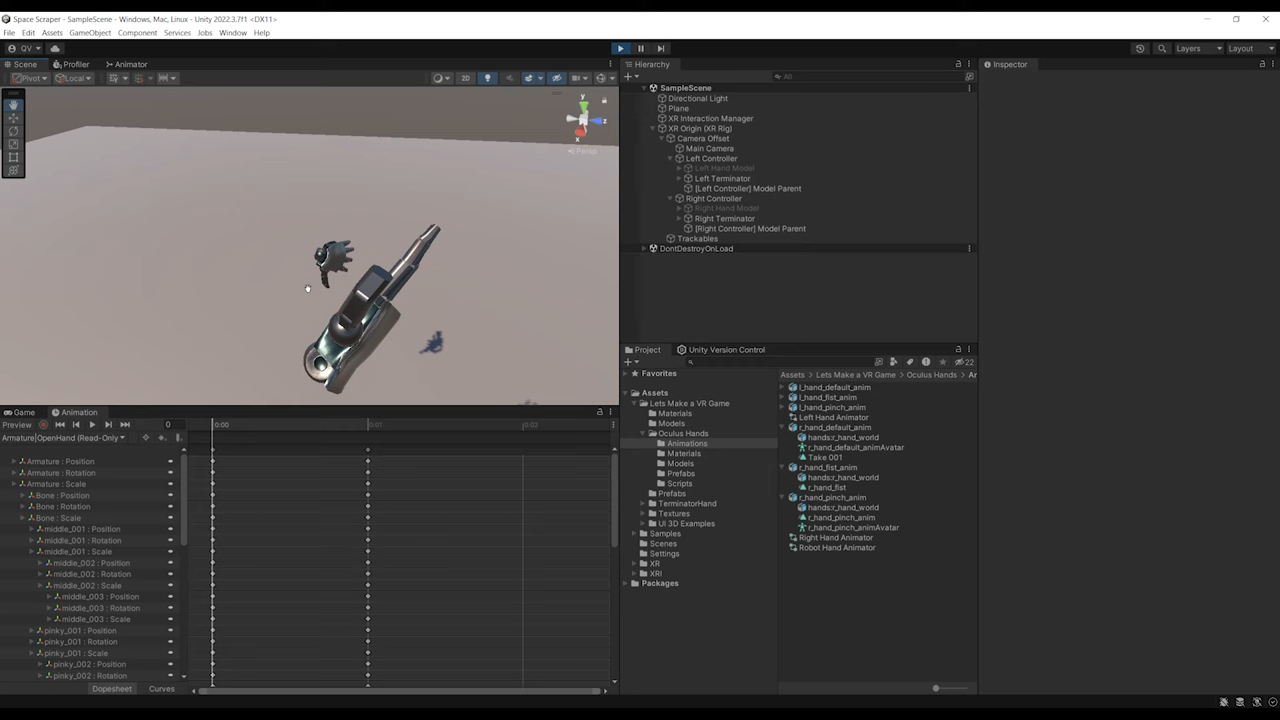 Space Scraper - SampleScene - Windows, Mac, Linux - Unity 2022.3.7f1 <DX11>
File Edit Assets GameObject Component Services Jobs Window Help
QV
Layers Layout
Scene Profiler Animator
Pivot Local 2D
y
z
x
Persp
Hierarchy
All
SampleScene
Directional Light
Plane
XR Interaction Manager
XR Origin (XR Rig)
Camera Offset
Main Camera
Left Controller
Left Hand Model
Left Terminator
[Left Controller] Model Parent
Right Controller
Right Hand Model
Right Terminator
[Right Controller] Model Parent
Trackables
DontDestroyOnLoad
Inspector
Game Animation
Preview 0
0:00 0:01 0:02
Armature|OpenHand (Read-Only
Armature : Position
Armature : Rotation
Armature : Scale
Bone : Position
Bone : Rotation
Bone : Scale
middle_001 : Position
middle_001 : Rotation
middle_001 : Scale
middle_002 : Position
middle_002 : Rotation
middle_002 : Scale
middle_003 : Position
middle_003 : Rotation
middle_003 : Scale
pinky_001 : Position
pinky_001 : Rotation
pinky_001 : Scale
pinky_002 : Position
pinky_002 : Rotation
Dopesheet Curves
Project Unity Version Control
22
Favorites
Assets
Lets Make a VR Game
Materials
Models
Oculus Hands
Animations
Materials
Models
Prefabs
Scripts
Prefabs
TerminatorHand
Textures
UI 3D Examples
Samples
Scenes
Settings
XR
XRI
Packages
Assets Lets Make a VR Game Oculus Hands An
l_hand_default_anim
l_hand_fist_anim
l_hand_pinch_anim
Left Hand Animator
r_hand_default_anim
hands:r_hand_world
r_hand_default_animAvatar
Take 001
r_hand_fist_anim
hands:r_hand_world
r_hand_fist
r_hand_pinch_anim
hands:r_hand_world
r_hand_pinch_anim
r_hand_pinch_animAvatar
Right Hand Animator
Robot Hand Animator